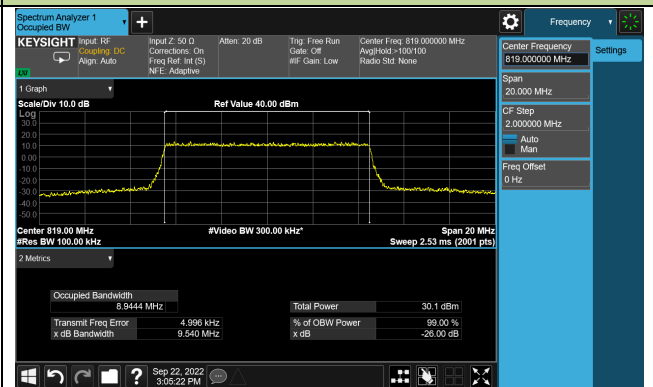 Spectrum Analyzer 1
Occupied BW
Frequency
KEYSIGHT
Input: RF
Coupling: DC
Align: Auto
Input Z: 50 Ω
Corrections: On
Freq Ref: Int (S)
NFE: Adaptive
Atten: 20 dB
Trig: Free Run
Gate: Off
#IF Gain: Low
Center Freq: 819.000000 MHz
Avg|Hold:>100/100
Radio Std: None
Center Frequency
819.000000 MHz
Settings
Span
20.000 MHz
CF Step
2.000000 MHz
Auto
Man
Freq Offset
0 Hz
1 Graph
Scale/Div 10.0 dB
Ref Value 40.00 dBm
Log
30.0
20.0
10.0
0.00
-10.0
-20.0
-30.0
-40.0
-50.0
Center 819.00 MHz
#Video BW 300.00 kHz*
Span 20 MHz
#Res BW 100.00 kHz
Sweep 2.53 ms (2001 pts)
2 Metrics
Occupied Bandwidth
8.9444 MHz
Total Power 30.1 dBm
Transmit Freq Error 4.996 kHz
% of OBW Power 99.00 %
x dB Bandwidth 9.540 MHz
x dB -26.00 dB
Sep 22, 2022
3:05:22 PM